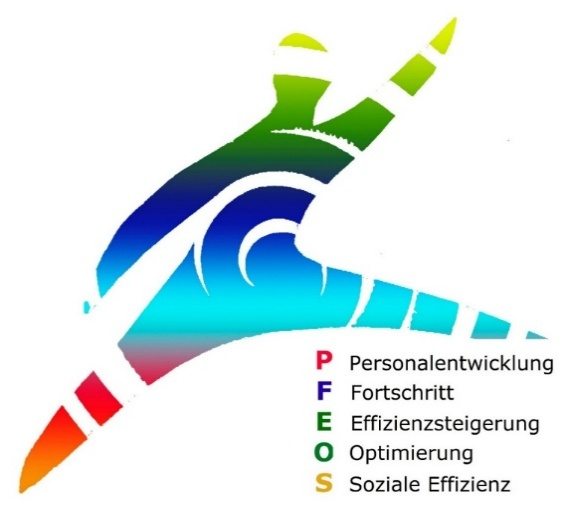 P Personalentwicklung
F Fortschritt
E Effizienzsteigerung
O Optimierung
S Soziale Effizienz